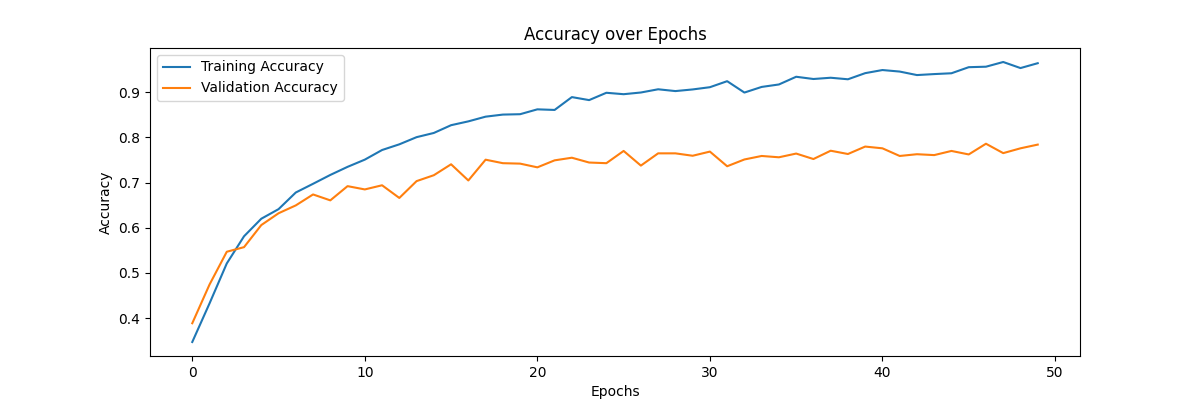 Accuracy over Epochs
Training Accuracy
Validation Accuracy
Accuracy
0.9
0.8
0.7
0.6
0.5
0.4
0 10 20 30 40 50
Epochs